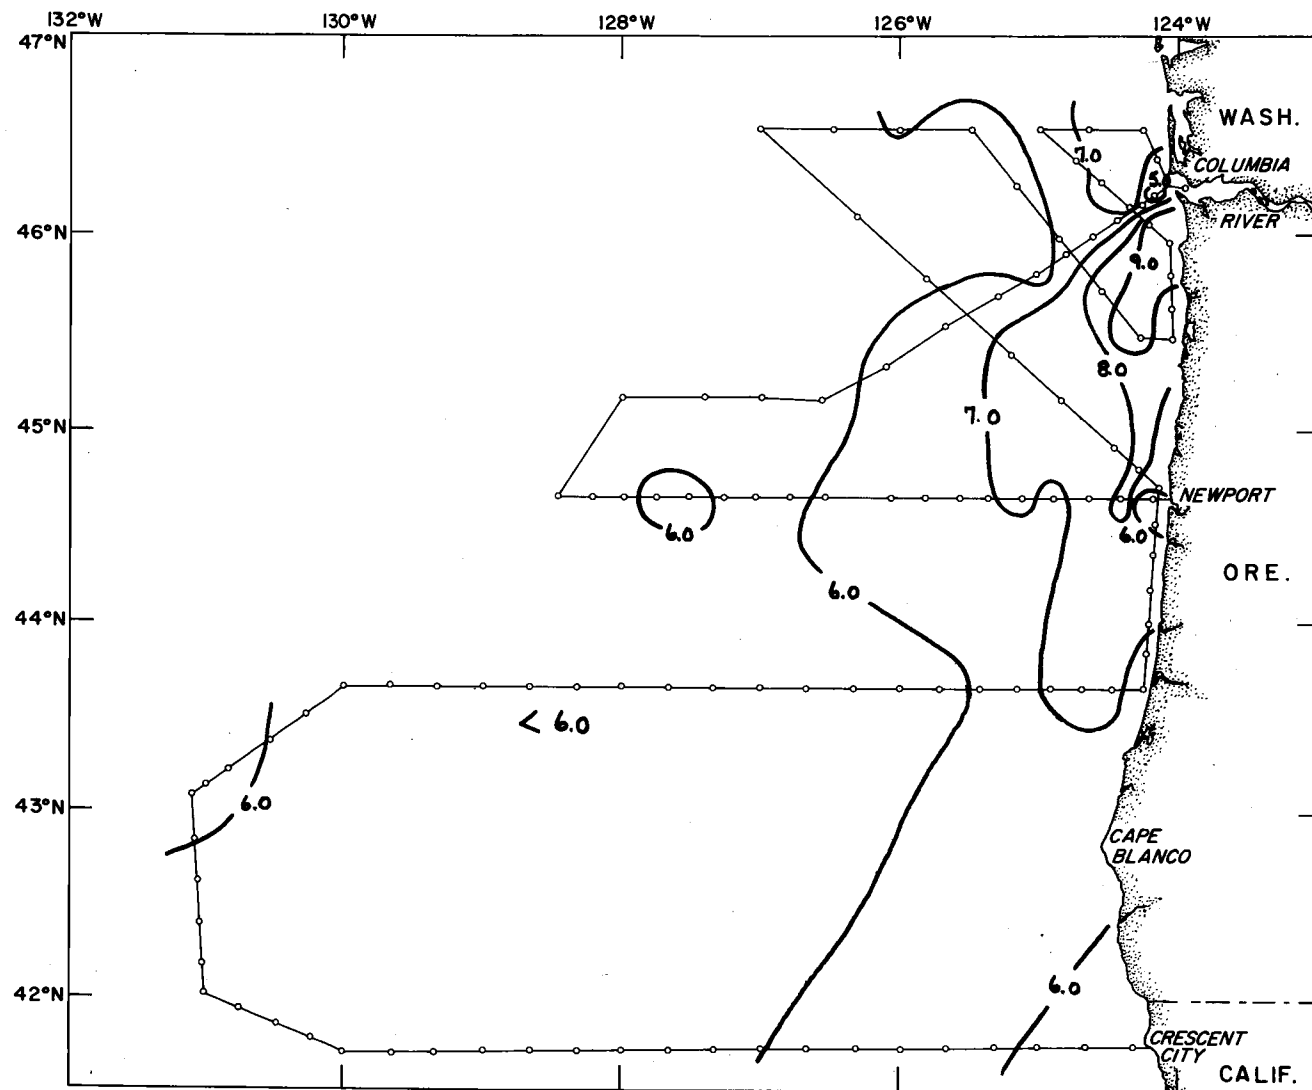 132°W 130°W 128°W 126°W 124°W
47°N
WASH.
7.0
COLUMBIA
5.0
RIVER
46°N
9.0
8.0
7.0
45°N
NEWPORT
6.0
6.0
ORE.
6.0
44°N
< 6.0
43°N
6.0
CAPE
BLANCO
6.0
42°N
CRESCENT
CITY
CALIF.